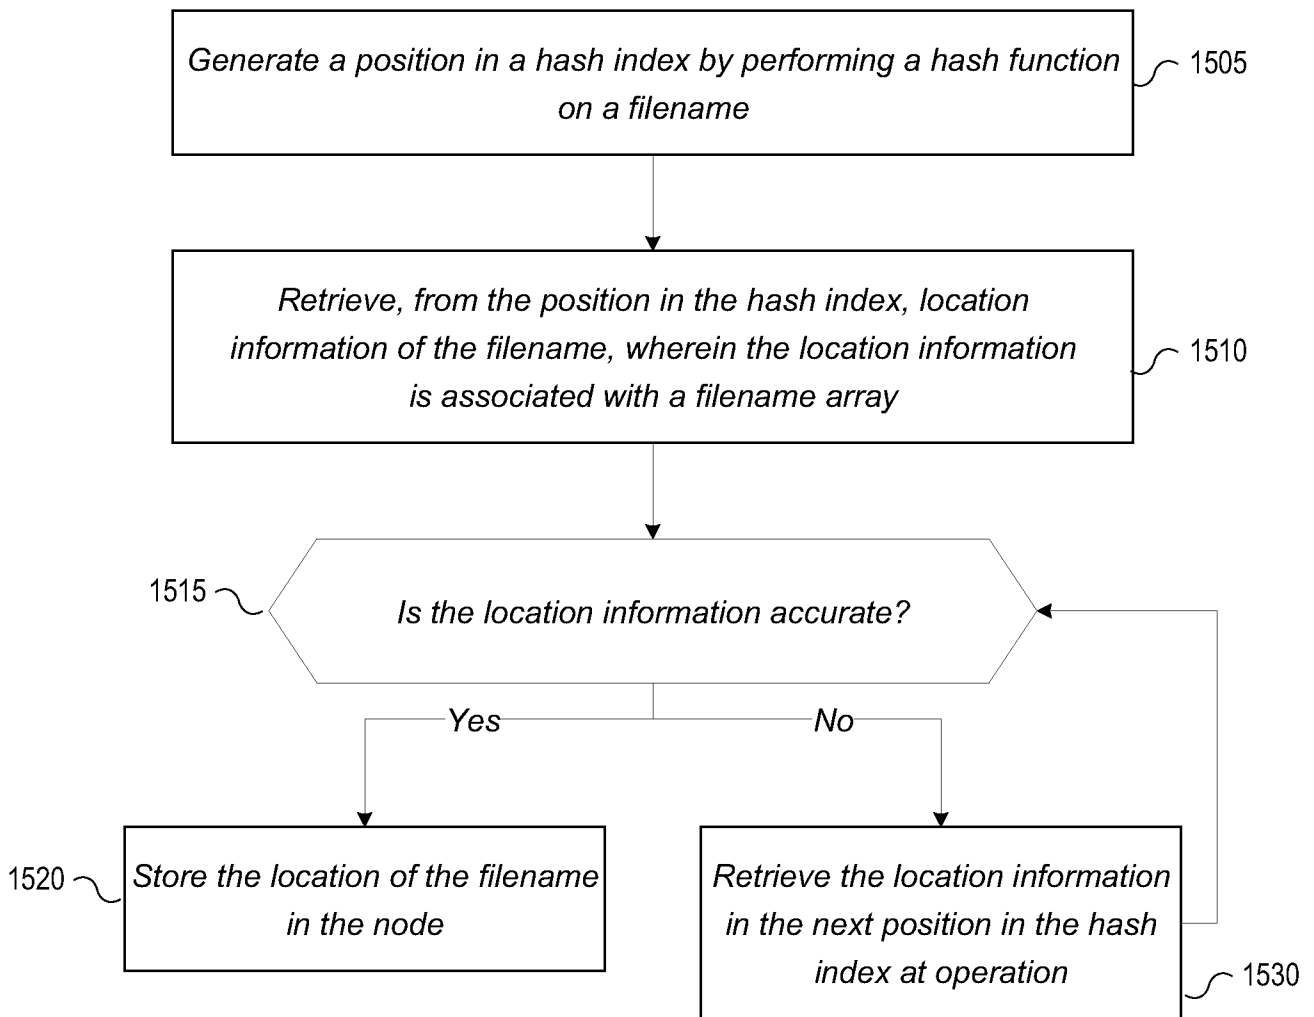 Generate a position in a hash index by performing a hash function
on a filename
1505
Retrieve, from the position in the hash index, location
information of the filename, wherein the location information
is associated with a filename array
1510
1515
Is the location information accurate?
Yes
No
1520
Store the location of the filename
in the node
Retrieve the location information
in the next position in the hash
index at operation
1530